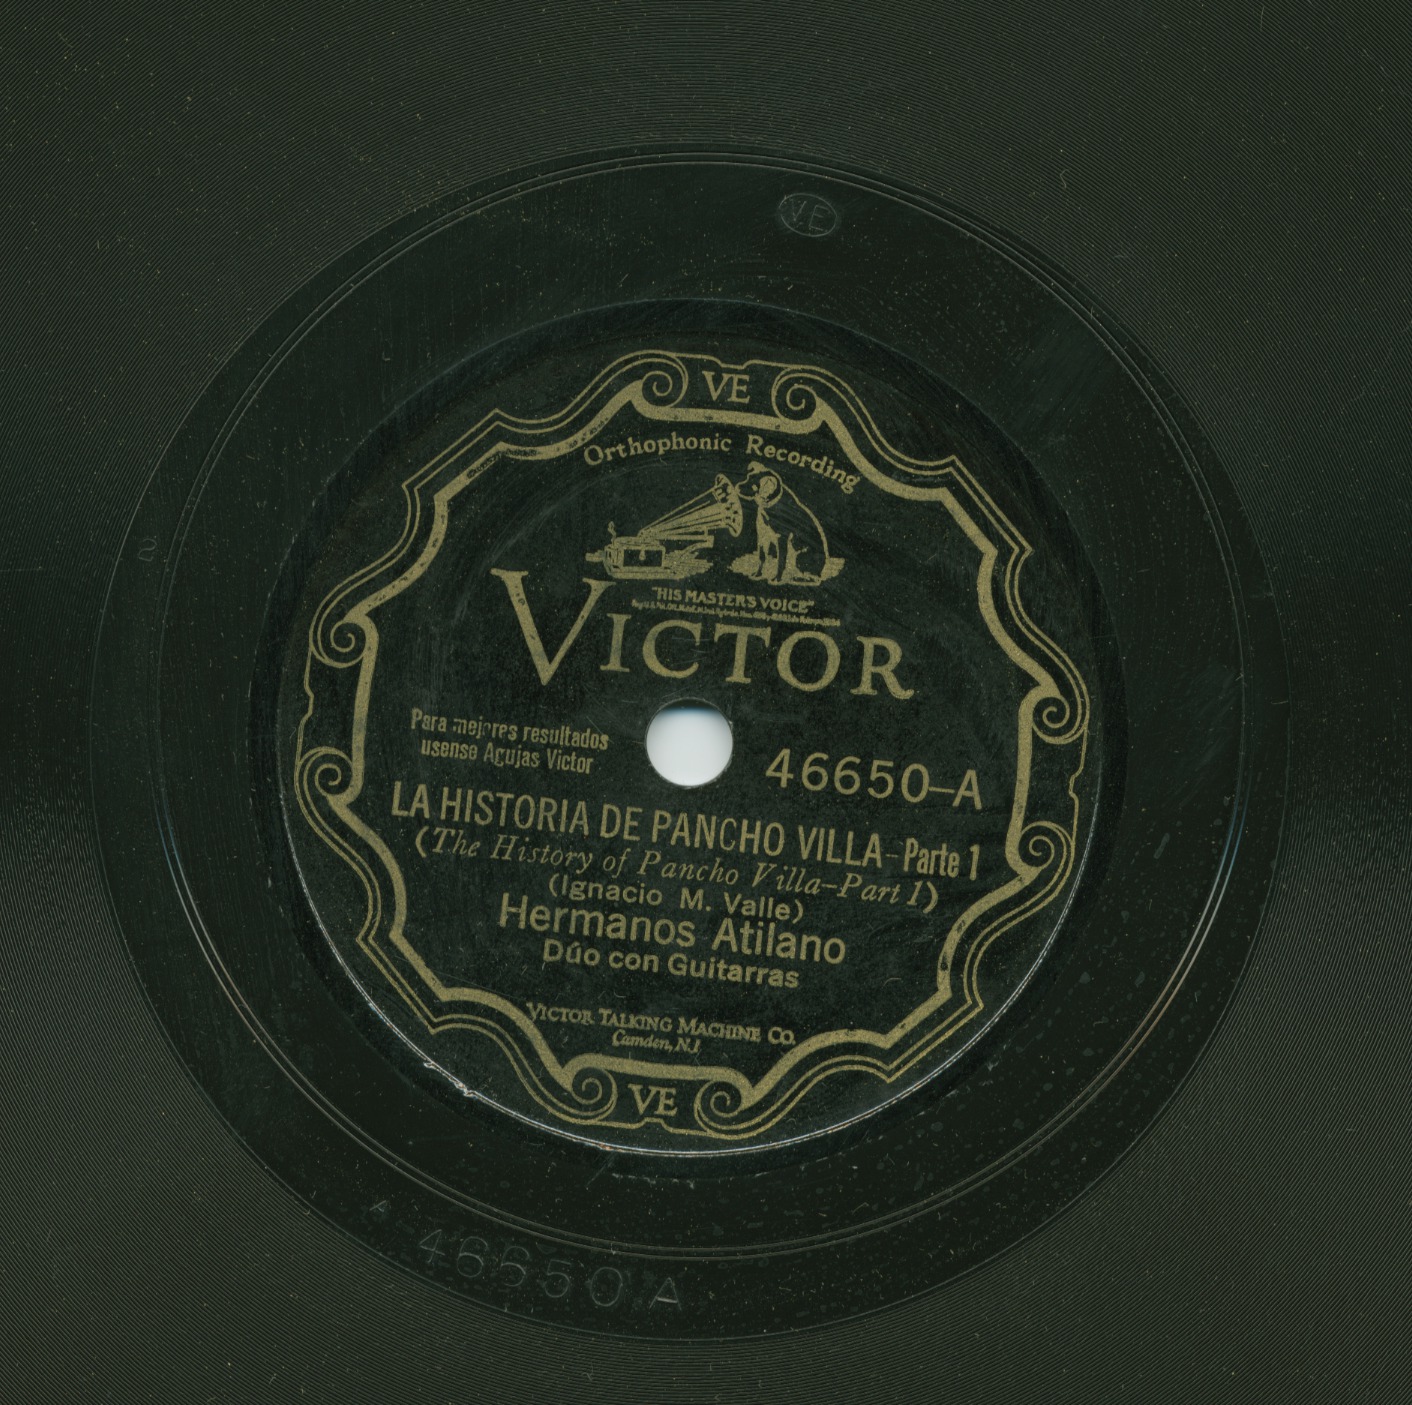 VE
VE
Orthophonic Recording
"HIS MASTER'S VOICE"
VICTOR
Para mejores resultados
usense Agujas Victor
46650-A
LA HISTORIA DE PANCHO VILLA-Parte 1
(The History of Pancho Villa-Part 1)
(Ignacio M. Valle)
Hermanos Atilano
Dúo con Guitarras
VICTOR TALKING MACHINE CO.
Camden, N.J.
VE
A
46650 A